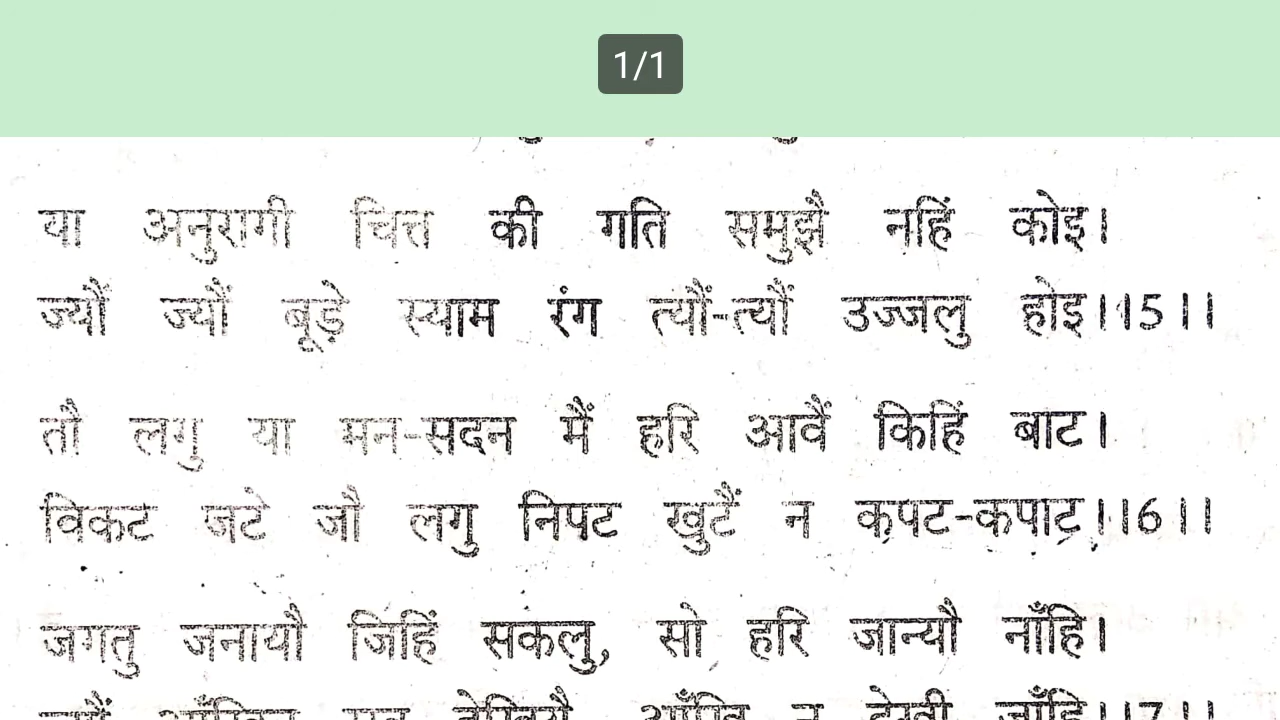 1/1
या अनुरागी चित्त की गति समुझै नहिं कोइ।
ज्यौं ज्यौं बूड़े स्याम रंग त्यौं-त्यौं उज्जलु होइ।।5।।
तौ लगु या मन-सदन मैं हरि आवैं किहिं बाट।
विकट जटे जौ लगु निपट खुटैं न कपट-कपाट।।6।।
जगतु जनायौ जिहिं सकलु, सो हरि जान्यौ नाँहि।